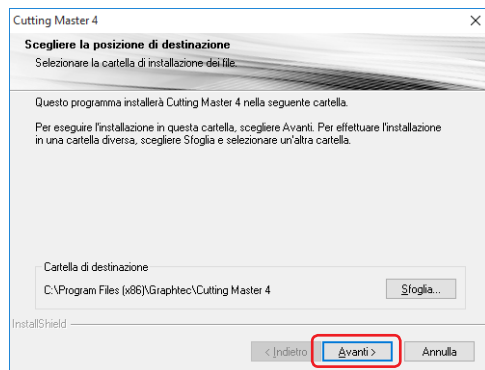 Cutting Master 4
Scegliere la posizione di destinazione
Selezionare la cartella di installazione dei file.
Questo programma installerà Cutting Master 4 nella seguente cartella.
Per eseguire l'installazione in questa cartella, scegliere Avanti. Per effettuare l'installazione
in una cartella diversa, scegliere Sfoglia e selezionare un'altra cartella.
Cartella di destinazione
C:\Program Files (x86)\Graphtec\Cutting Master 4
Sfoglia...
InstallShield
< Indietro
Avanti >
Annulla